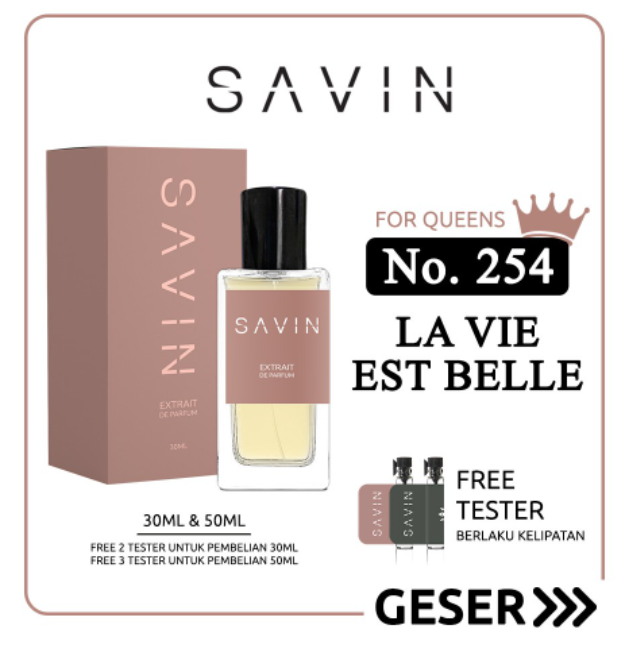 SAVIN
SAVIN
EXTRAIT
DE PARFUM
30ML
SAVIN
EXTRAIT
DE PARFUM
FOR QUEENS
No. 254
LA VIE
EST BELLE
30ML & 50ML
FREE 2 TESTER UNTUK PEMBELIAN 30ML
FREE 3 TESTER UNTUK PEMBELIAN 50ML
SAVIN
SAVIN
FREE
TESTER
BERLAKU KELIPATAN
GESER